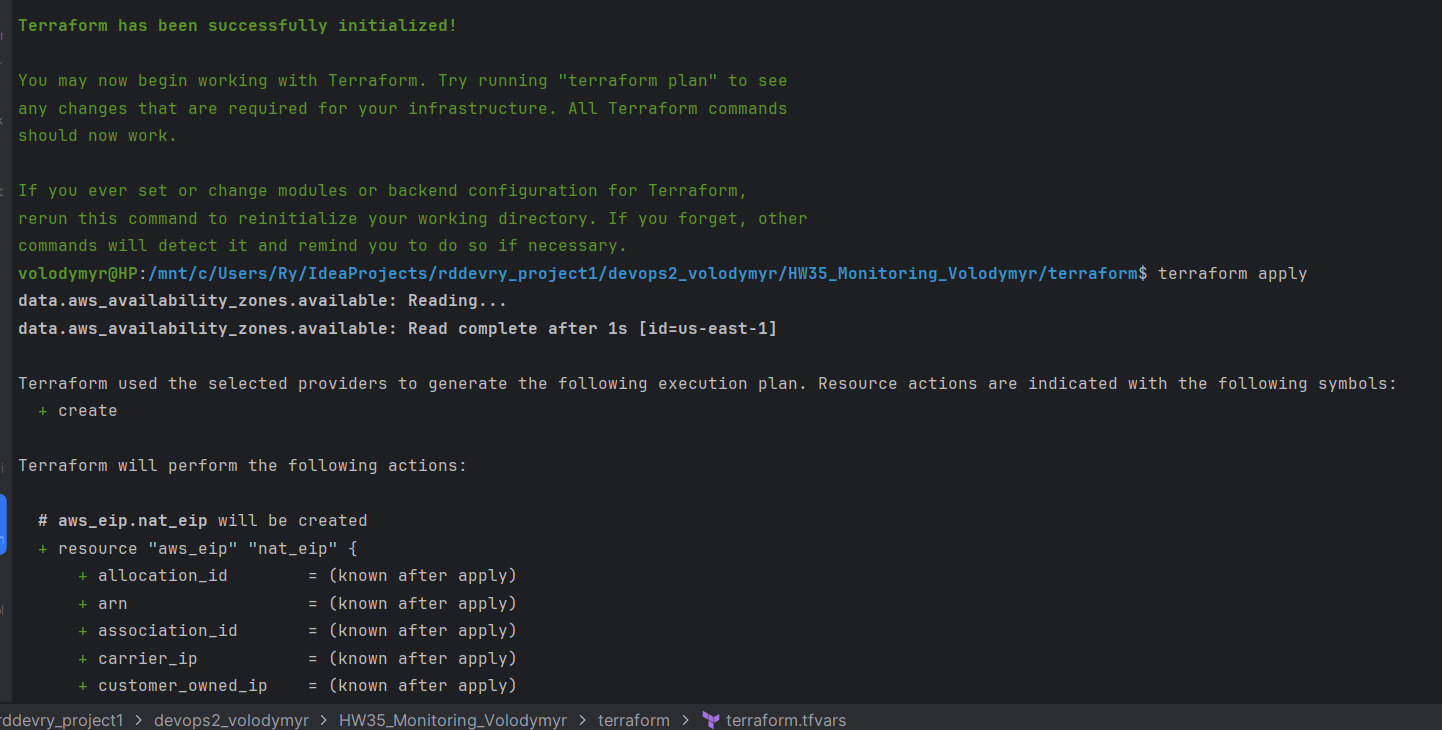 Terraform has been successfully initialized!
You may now begin working with Terraform. Try running "terraform plan" to see
any changes that are required for your infrastructure. All Terraform commands
should now work.
If you ever set or change modules or backend configuration for Terraform,
rerun this command to reinitialize your working directory. If you forget, other
commands will detect it and remind you to do so if necessary.
volodymyr@HP:/mnt/c/Users/Ry/IdeaProjects/rddevry_project1/devops2_volodymyr/HW35_Monitoring_Volodymyr/terraform$ terraform apply
data.aws_availability_zones.available: Reading...
data.aws_availability_zones.available: Read complete after 1s [id=us-east-1]
Terraform used the selected providers to generate the following execution plan. Resource actions are indicated with the following symbols:
  + create
Terraform will perform the following actions:
  # aws_eip.nat_eip will be created
  + resource "aws_eip" "nat_eip" {
      + allocation_id        = (known after apply)
      + arn                  = (known after apply)
      + association_id       = (known after apply)
      + carrier_ip           = (known after apply)
      + customer_owned_ip    = (known after apply)
rddevry_project1 > devops2_volodymyr > HW35_Monitoring_Volodymyr > terraform > terraform.tfvars